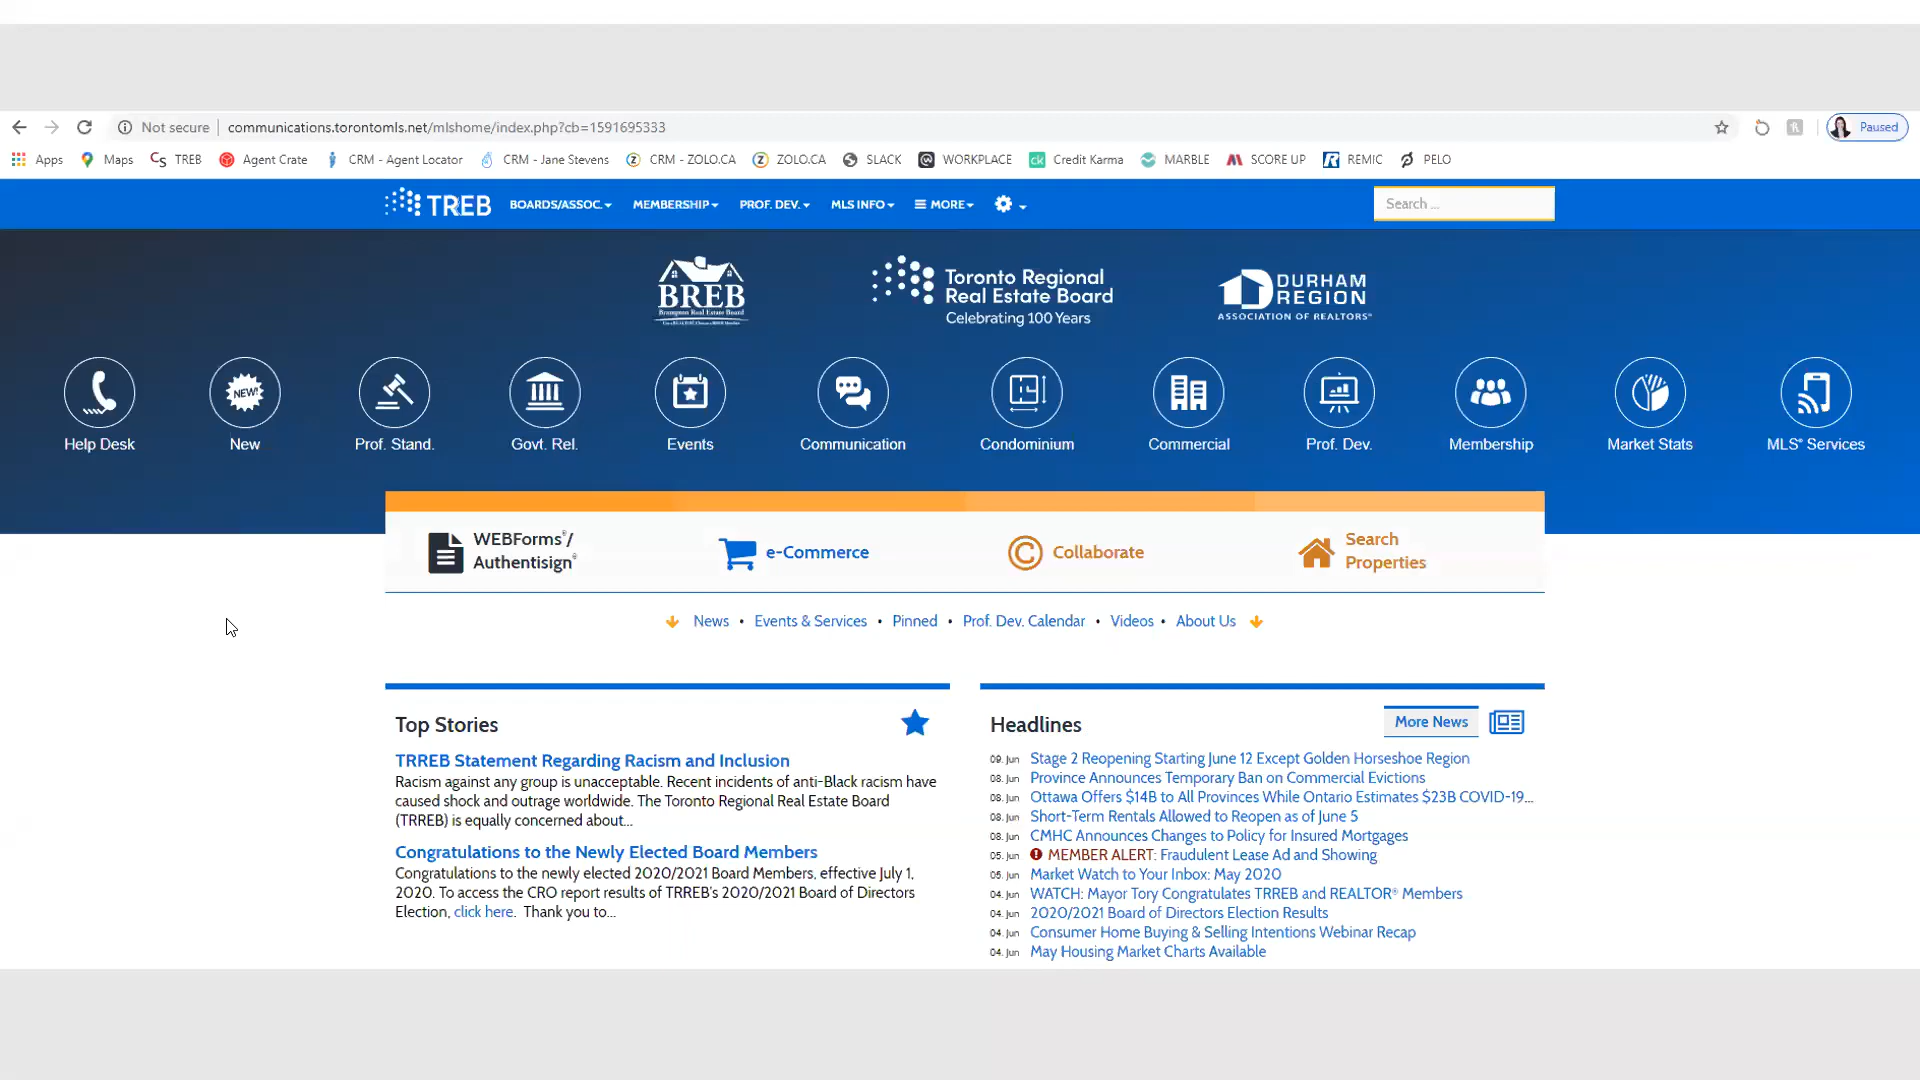 Not secure
communications.torontomls.net/mlshome/index.php?cb=1591695333
Paused
Apps
Maps
TREB
Agent Crate
CRM - Agent Locator
CRM - Jane Stevens
CRM - ZOLO.CA
ZOLO.CA
SLACK
WORKPLACE
Credit Karma
MARBLE
SCORE UP
REMIC
PELO
TREB
BOARDS/ASSOC.
MEMBERSHIP
PROF. DEV.
MLS INFO
MORE
Search ...
BREB
Brampton Real Estate Board
Toronto Regional
Real Estate Board
Celebrating 100 Years
DURHAM
REGION
ASSOCIATION OF REALTORS®
NEW!
Help Desk
New
Prof. Stand.
Govt. Rel.
Events
Communication
Condominium
Commercial
Prof. Dev.
Membership
Market Stats
MLS® Services
WEBForms®/
Authentisign®
e-Commerce
Collaborate
Search
Properties
News • Events & Services • Pinned • Prof. Dev. Calendar • Videos • About Us
Top Stories
TRREB Statement Regarding Racism and Inclusion
Racism against any group is unacceptable. Recent incidents of anti-Black racism have
caused shock and outrage worldwide. The Toronto Regional Real Estate Board
(TRREB) is equally concerned about...
Congratulations to the Newly Elected Board Members
Congratulations to the newly elected 2020/2021 Board Members, effective July 1,
2020. To access the CRO report results of TRREB's 2020/2021 Board of Directors
Election, click here. Thank you to...
Headlines
More News
09. Jun Stage 2 Reopening Starting June 12 Except Golden Horseshoe Region
08. Jun Province Announces Temporary Ban on Commercial Evictions
08. Jun Ottawa Offers $14B to All Provinces While Ontario Estimates $23B COVID-19...
08. Jun Short-Term Rentals Allowed to Reopen as of June 5
08. Jun CMHC Announces Changes to Policy for Insured Mortgages
05. Jun MEMBER ALERT: Fraudulent Lease Ad and Showing
05. Jun Market Watch to Your Inbox: May 2020
04. Jun WATCH: Mayor Tory Congratulates TRREB and REALTOR® Members
04. Jun 2020/2021 Board of Directors Election Results
04. Jun Consumer Home Buying & Selling Intentions Webinar Recap
04. Jun May Housing Market Charts Available